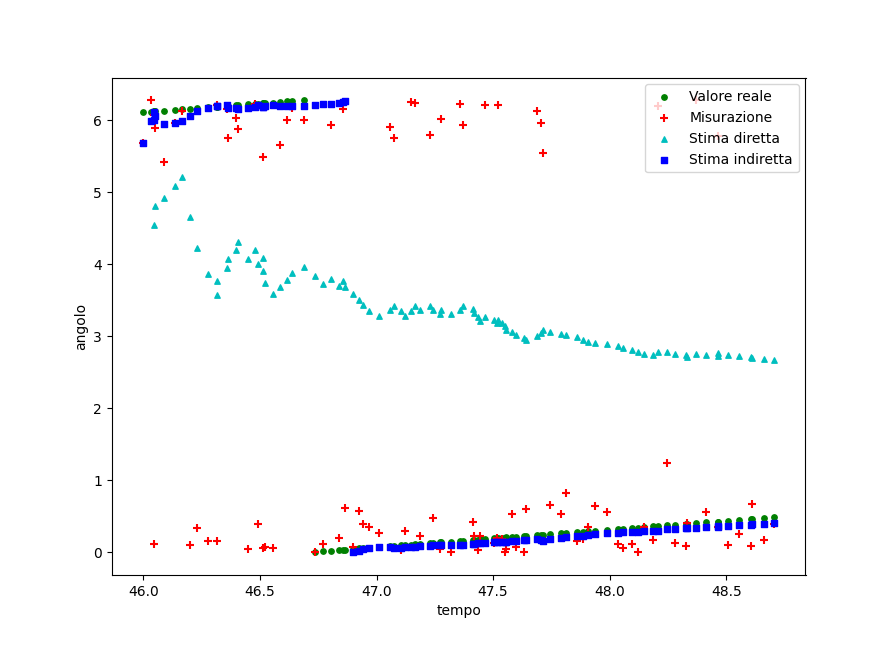 Valore reale
Misurazione
Stima diretta
Stima indiretta
6
5
4
3
2
1
0
angolo
46.0 46.5 47.0 47.5 48.0 48.5
tempo